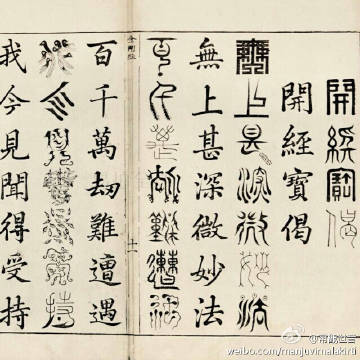 開經寶偈
開經寶偈
無上甚深微妙法
無上甚深微妙法
百千萬劫難遭遇
金剛經
十一
百千萬劫難遭遇
我今見聞得受持
我今見聞得受持
weibo.com/manjuvimalakirti